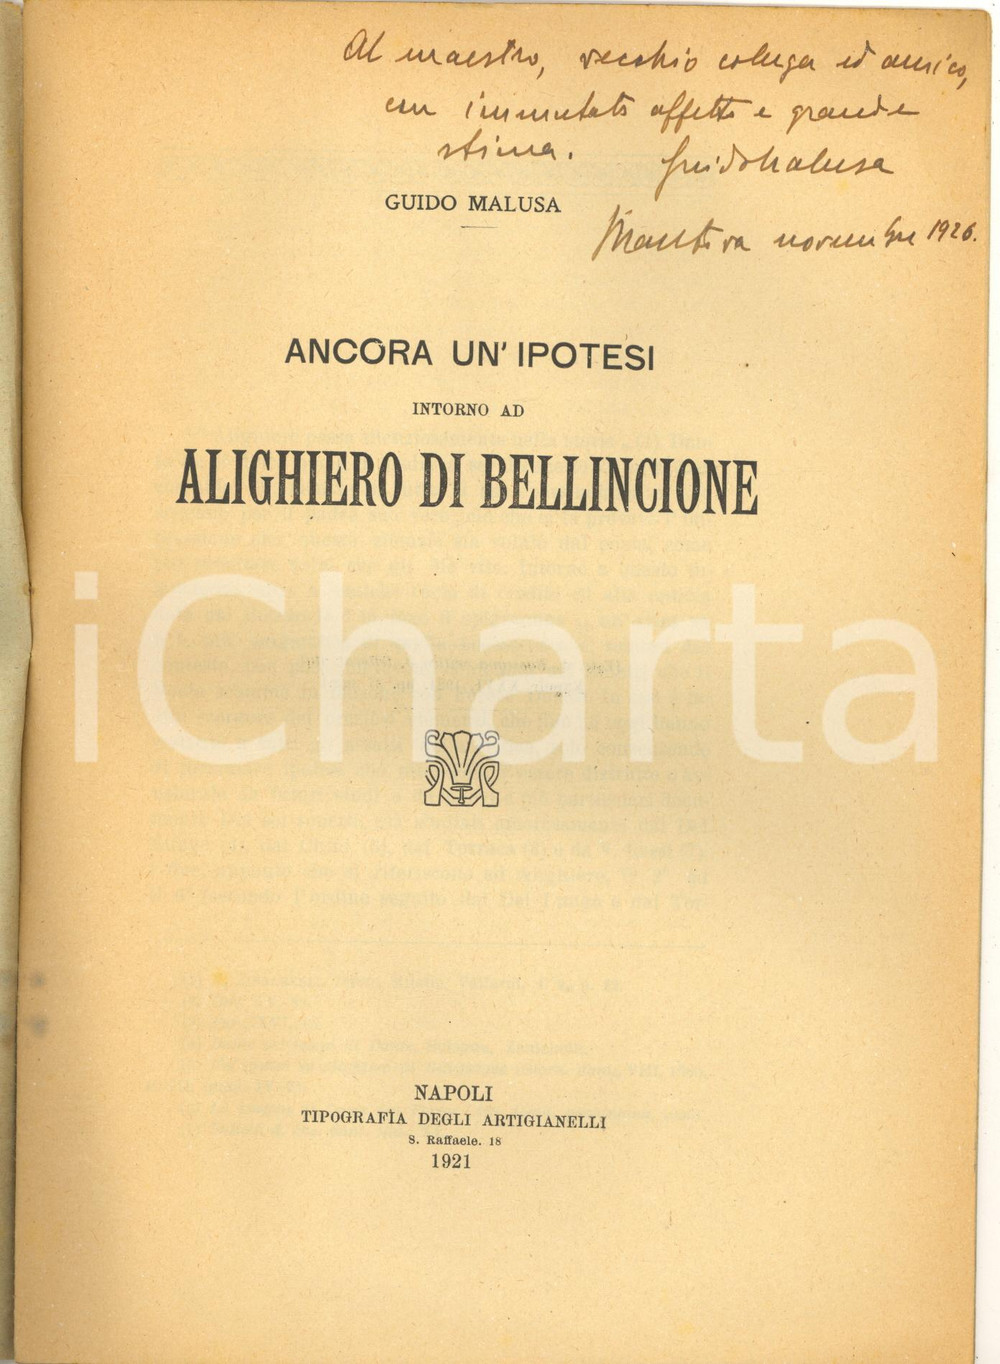 Al maestro, vecchio collega ed amico,
con immutato affetto e grande
stima. Guido Malusa
GUIDO MALUSA
Mantova novembre 1926.
ANCORA UN' IPOTESI
INTORNO AD
ALIGHIERO DI BELLINCIONE
iCharta
NAPOLI
TIPOGRAFIA DEGLI ARTIGIANELLI
S. Raffaele. 18
1921